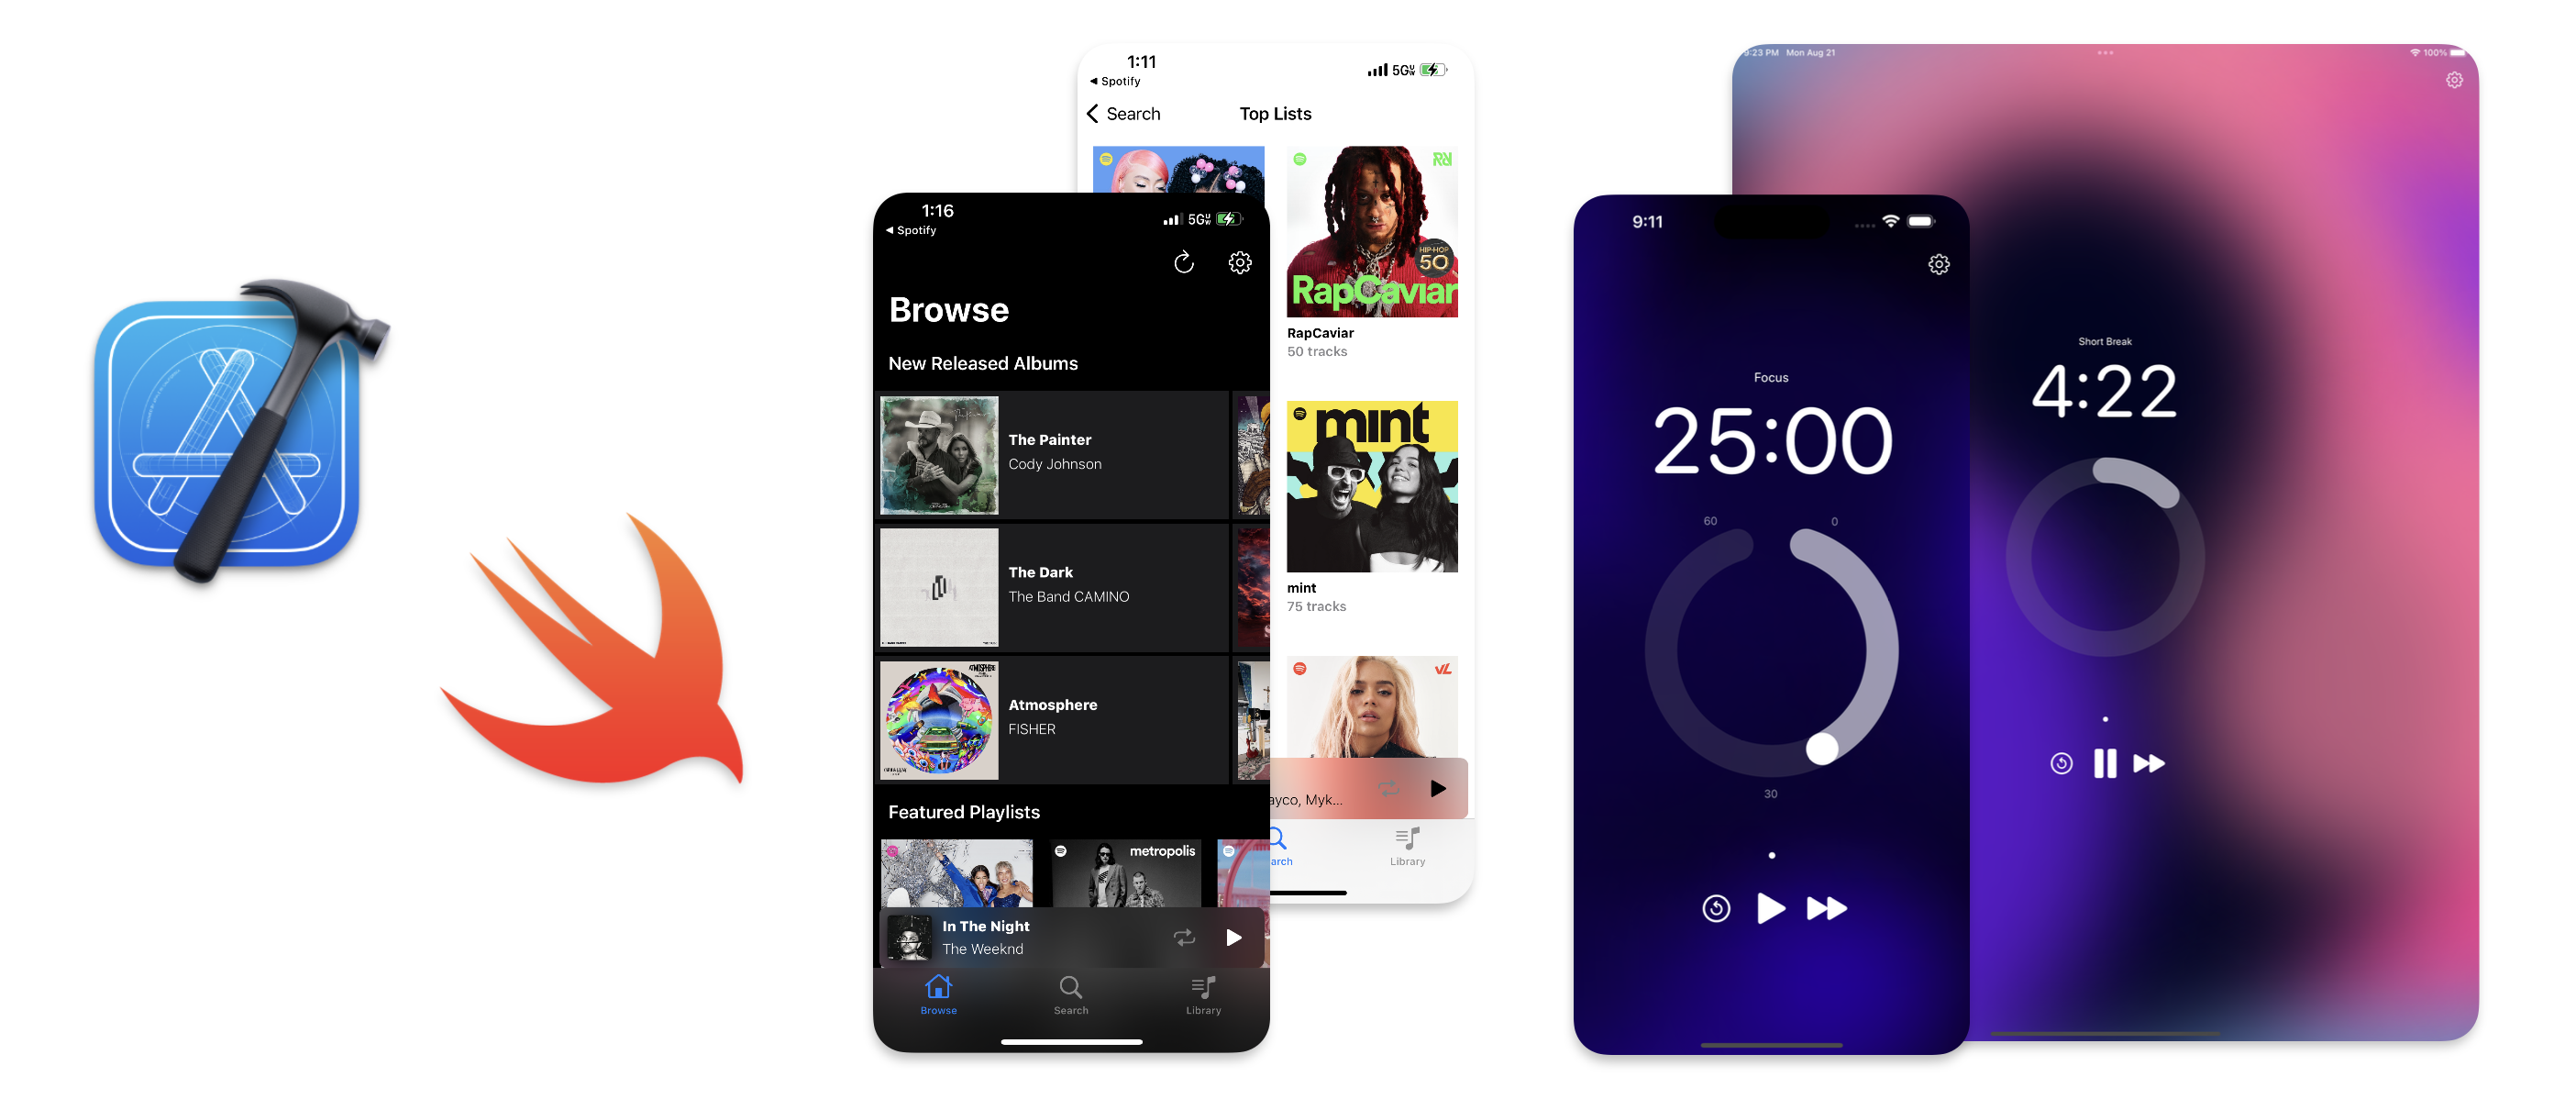 1:16
Spotify
5G UW
Browse
New Released Albums
The Painter
Cody Johnson
The Dark
The Band CAMINO
Atmosphere
FISHER
Featured Playlists
metropolis
In The Night
The Weeknd
Browse
Search
Library
1:11
Spotify
5G UW
Search
Top Lists
HIP-HOP
50
RapCaviar
RapCaviar
50 tracks
mint
mint
75 tracks
VL
ayco, Myk...
arch
Library
9:11
Focus
25:00
60
0
30
9:23 PM Mon Aug 21
100%
Short Break
4:22